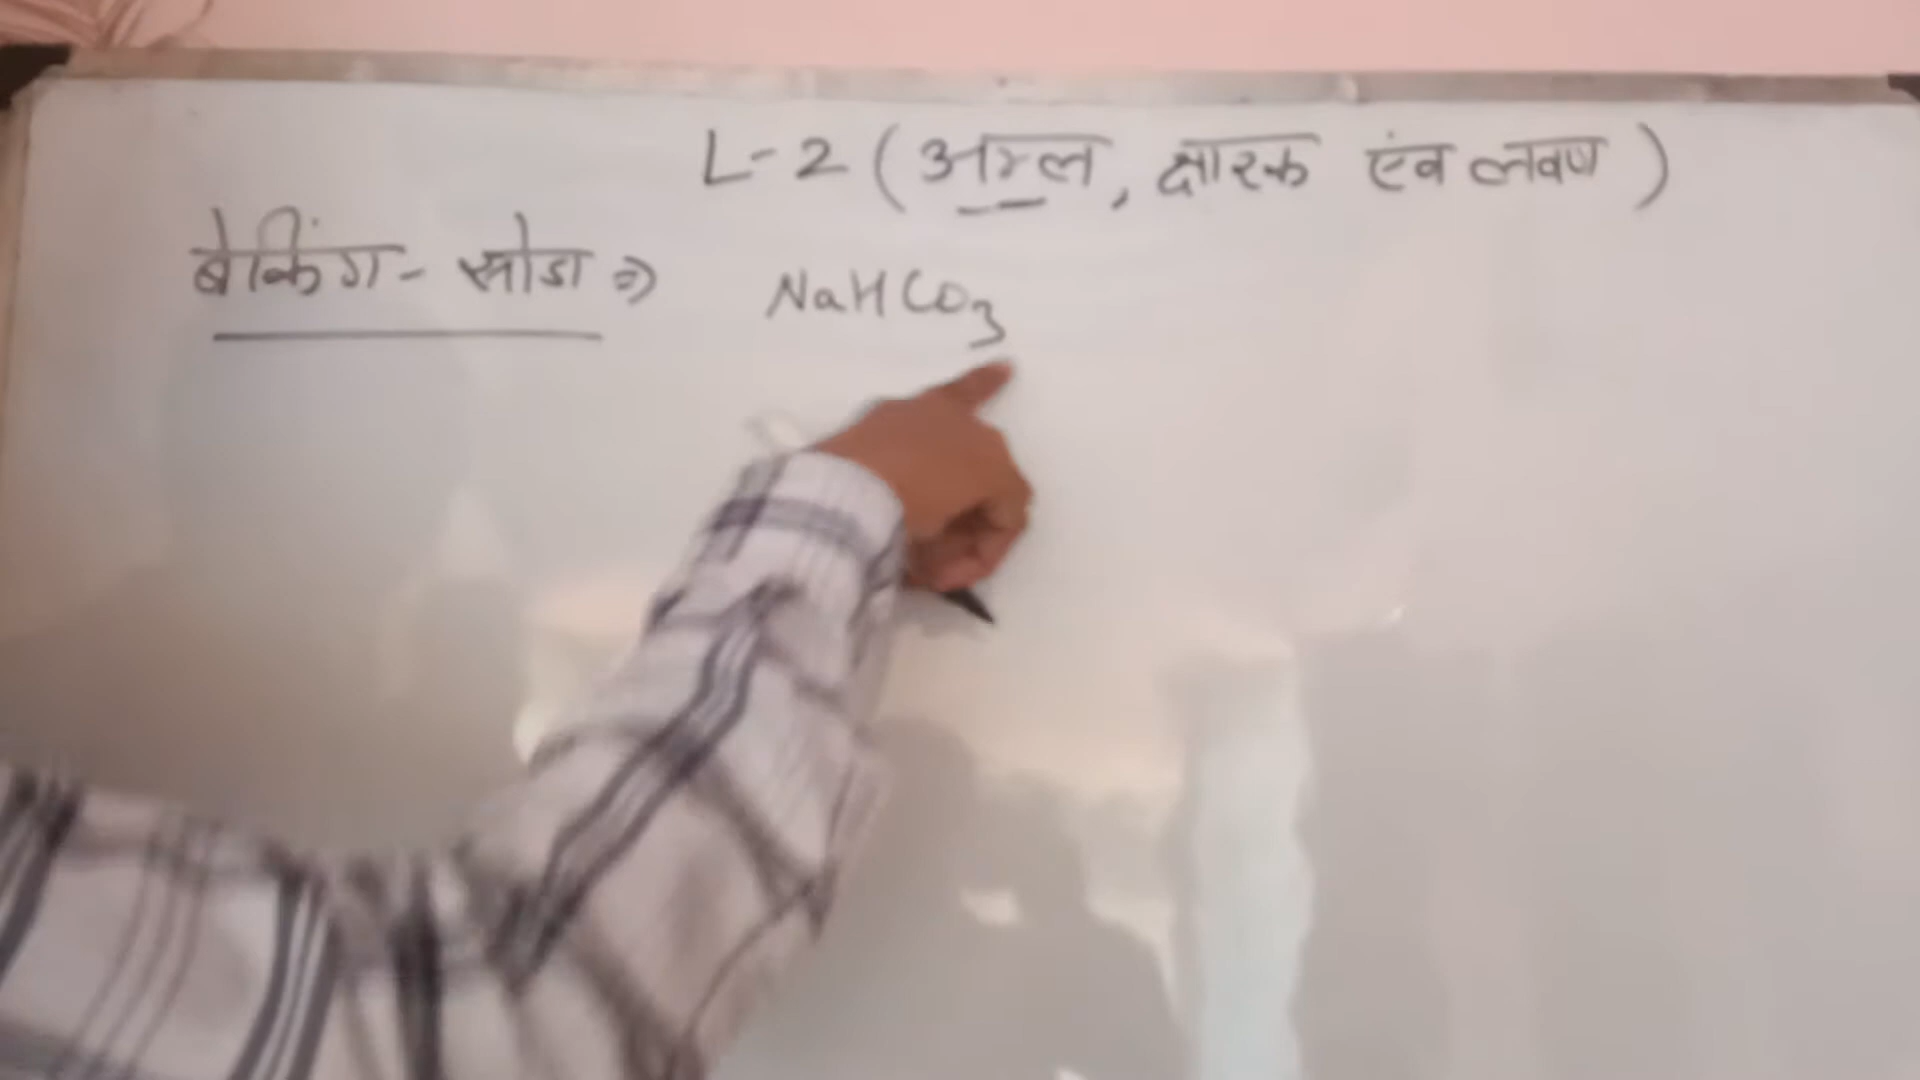 L-2 (अम्ल, क्षारक एंव लवण)
बेकिंग - सोडा ⇒ NaHCO₃